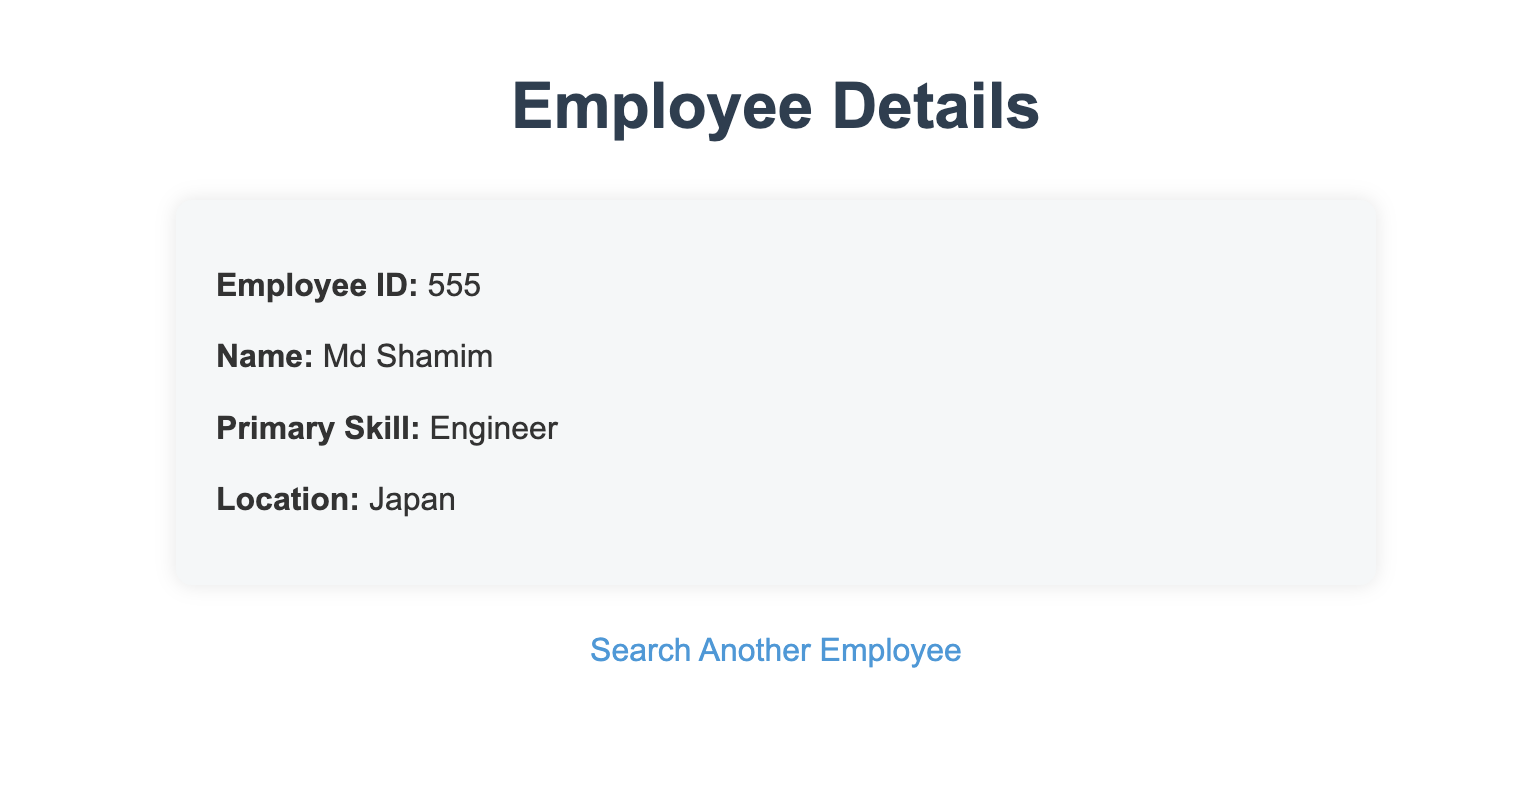 Employee Details
Employee ID: 555
Name: Md Shamim
Primary Skill: Engineer
Location: Japan
Search Another Employee